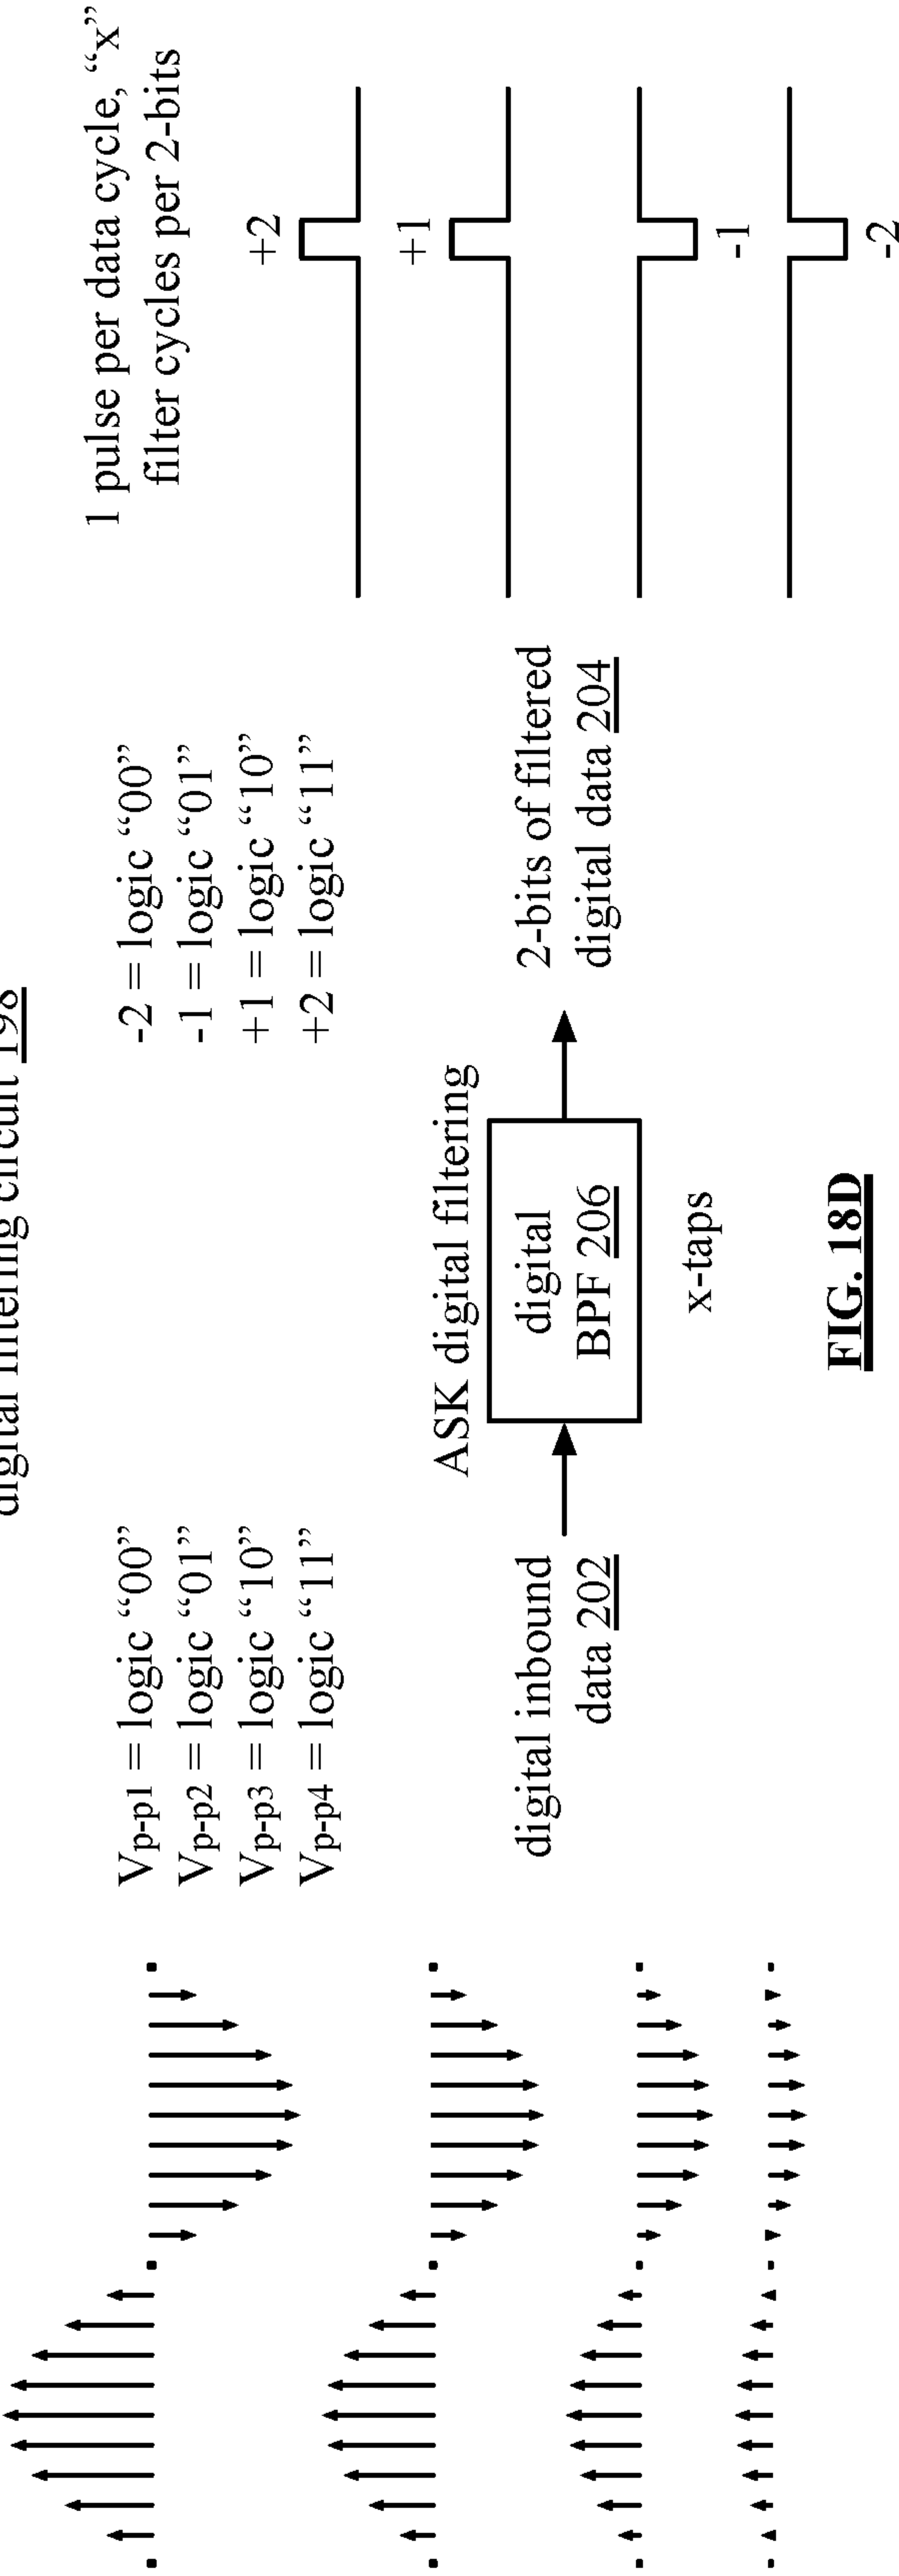 digital filtering circuit 198
Vp-p1 = logic “00”
Vp-p2 = logic “01”
Vp-p3 = logic “10”
Vp-p4 = logic “11”
-2 = logic “00”
-1 = logic “01”
+1 = logic “10”
+2 = logic “11”
1 pulse per data cycle, “x”
filter cycles per 2-bits
+2
+1
-1
-2
ASK digital filtering
digital inbound
data 202
digital
BPF 206
2-bits of filtered
digital data 204
x-taps
FIG. 18D